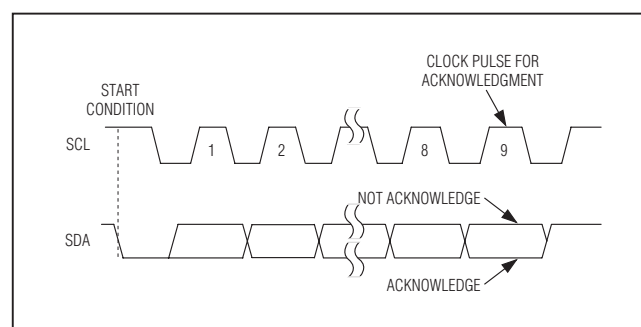 CLOCK PULSE FOR
ACKNOWLEDGMENT
START
CONDITION
SCL
1
2
8
9
NOT ACKNOWLEDGE
SDA
ACKNOWLEDGE